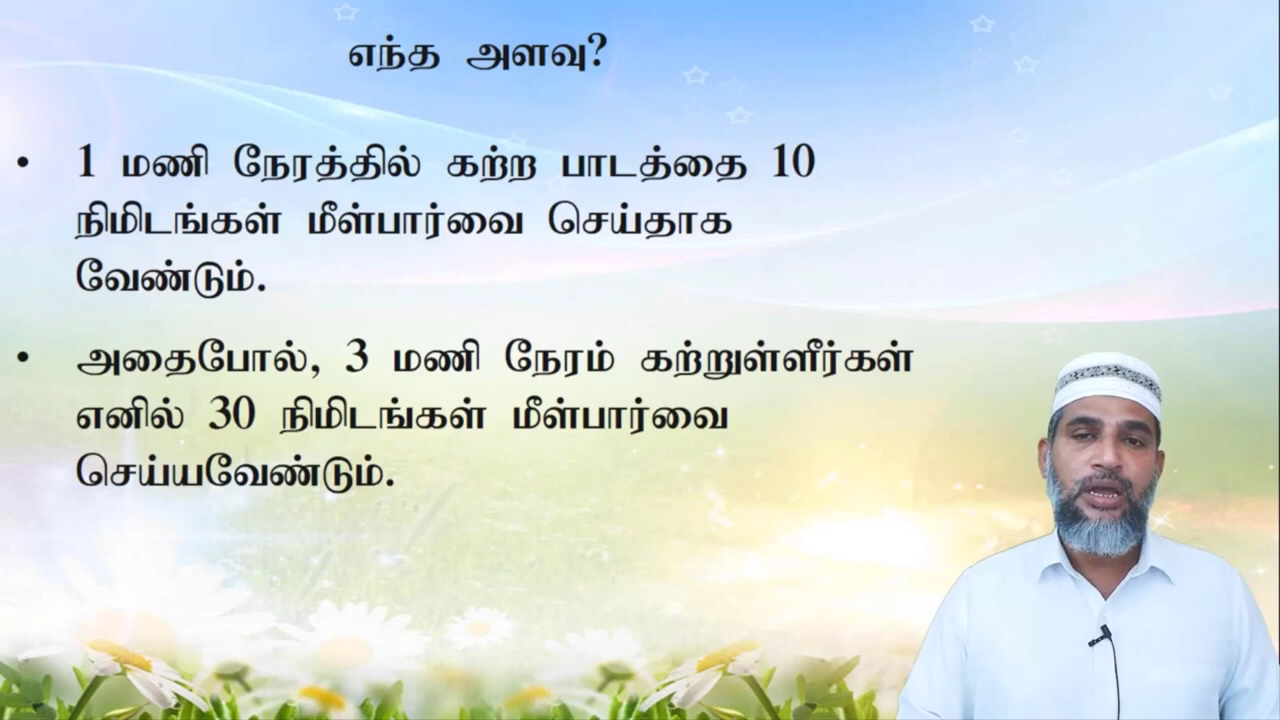 எந்த அளவு?
• 1 மணி நேரத்தில் கற்ற பாடத்தை 10
நிமிடங்கள் மீள்பார்வை செய்தாக
வேண்டும்.
• அதைபோல், 3 மணி நேரம் கற்றுள்ளீர்கள்
எனில் 30 நிமிடங்கள் மீள்பார்வை
செய்யவேண்டும்.